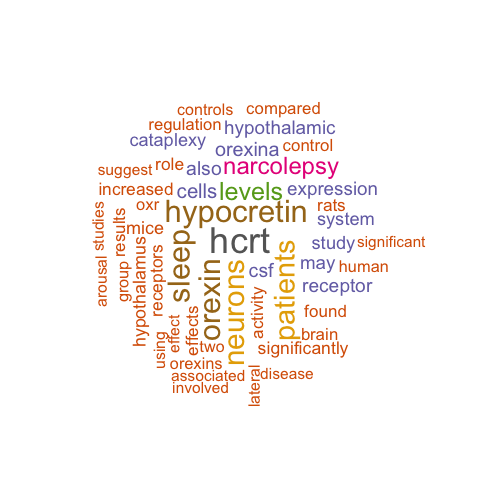 controls
compared
regulation
hypothalamic
cataplexy
orexina
control
suggest
role
also
narcolepsy
increased
cells
levels
expression
oxr
hypocretin
rats
mice
system
hcrt
study
significant
arousal
studies
group
results
hypothalamus
receptors
sleep
orexin
neurons
csf
patients
may
human
receptor
activity
found
using
effect
effects
two
brain
significantly
orexins
associated
disease
involved
lateral